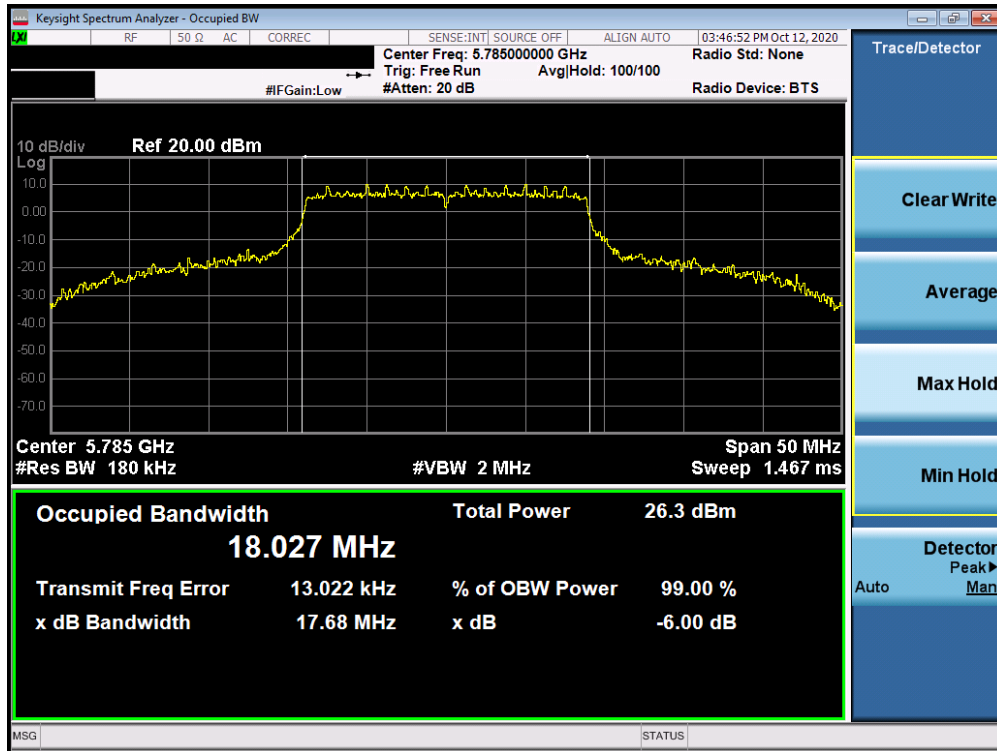 Keysight Spectrum Analyzer - Occupied BW
LXI RF 50 Ω AC CORREC SENSE:INT SOURCE OFF ALIGN AUTO 03:46:52 PM Oct 12, 2020
Center Freq: 5.785000000 GHz Radio Std: None
Trig: Free Run Avg|Hold: 100/100
#IFGain:Low #Atten: 20 dB Radio Device: BTS
10 dB/div Ref 20.00 dBm
Log
10.0
0.00
-10.0
-20.0
-30.0
-40.0
-50.0
-60.0
-70.0
Center 5.785 GHz Span 50 MHz
#Res BW 180 kHz #VBW 2 MHz Sweep 1.467 ms
Occupied Bandwidth Total Power 26.3 dBm
18.027 MHz
Transmit Freq Error 13.022 kHz % of OBW Power 99.00 %
x dB Bandwidth 17.68 MHz x dB -6.00 dB
MSG STATUS
Trace/Detector
Clear Write
Average
Max Hold
Min Hold
Detector
Peak
Auto Man